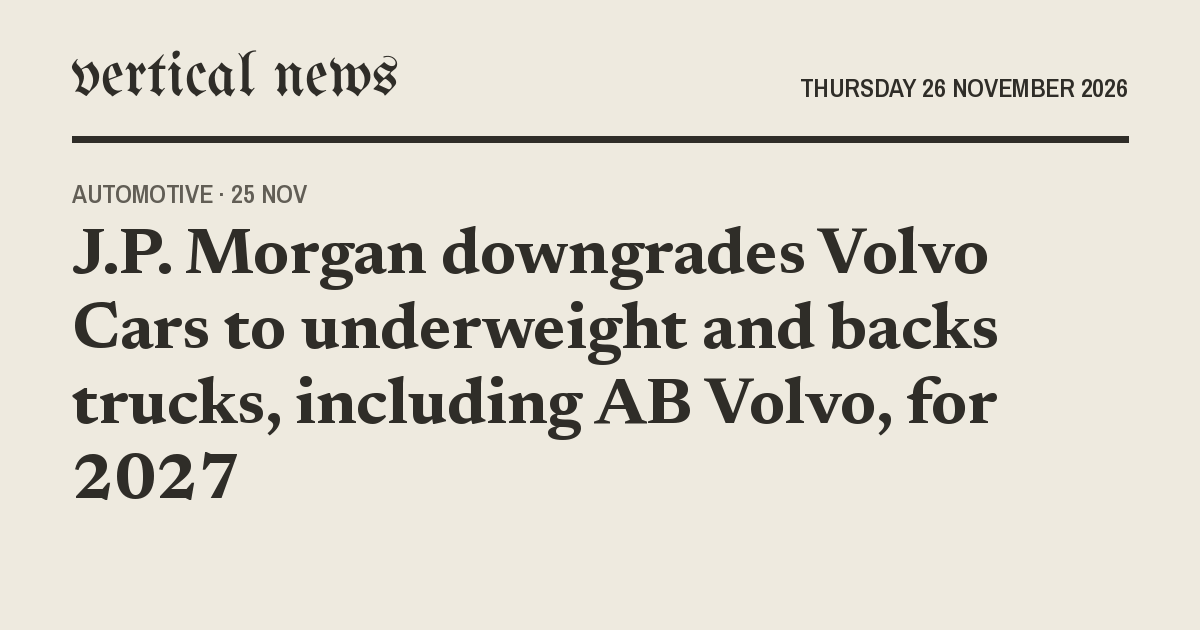 vertical news
THURSDAY 26 NOVEMBER 2026
AUTOMOTIVE · 25 NOV
J.P. Morgan downgrades Volvo
Cars to underweight and backs
trucks, including AB Volvo, for
2027